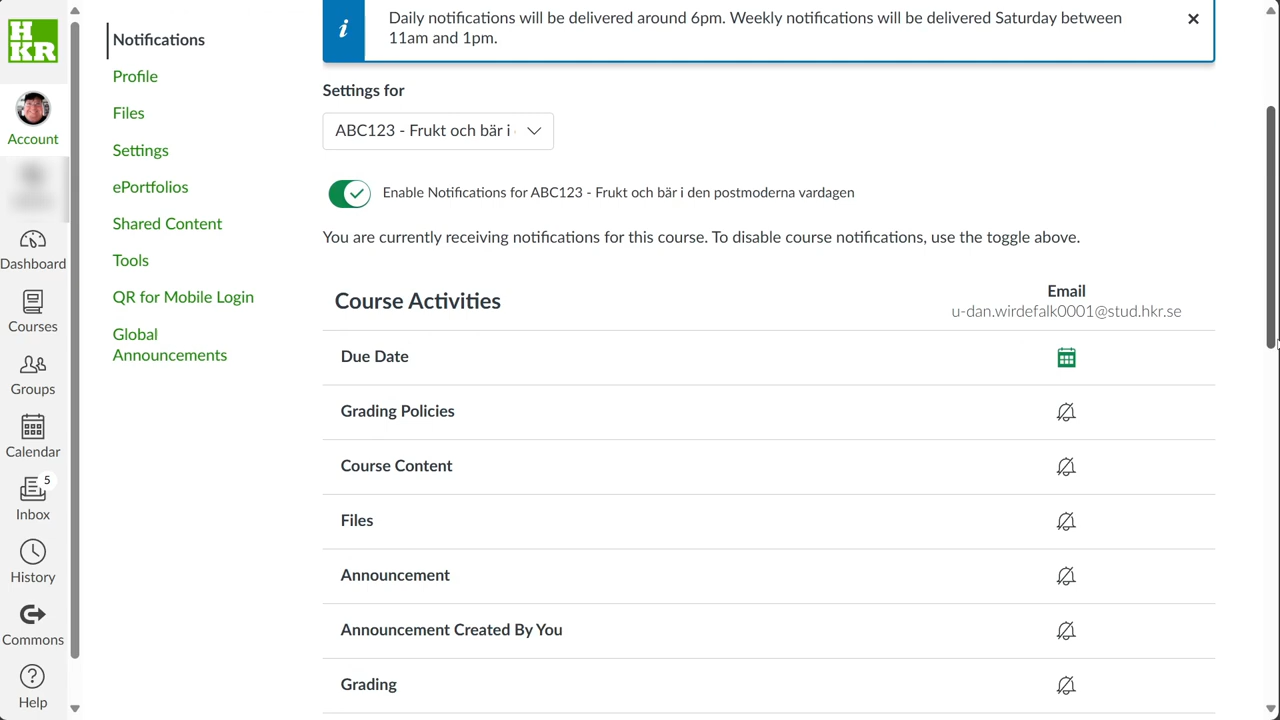 HKR
Account
Dashboard
Courses
Groups
Calendar
5
Inbox
History
Commons
Help
Notifications
Profile
Files
Settings
ePortfolios
Shared Content
Tools
QR for Mobile Login
Global
Announcements
i
Daily notifications will be delivered around 6pm. Weekly notifications will be delivered Saturday between
11am and 1pm.
Settings for
ABC123 - Frukt och bär i
Enable Notifications for ABC123 - Frukt och bär i den postmoderna vardagen
You are currently receiving notifications for this course. To disable course notifications, use the toggle above.
Course Activities
Email
u-dan.wirdefalk0001@stud.hkr.se
Due Date
Grading Policies
Course Content
Files
Announcement
Announcement Created By You
Grading